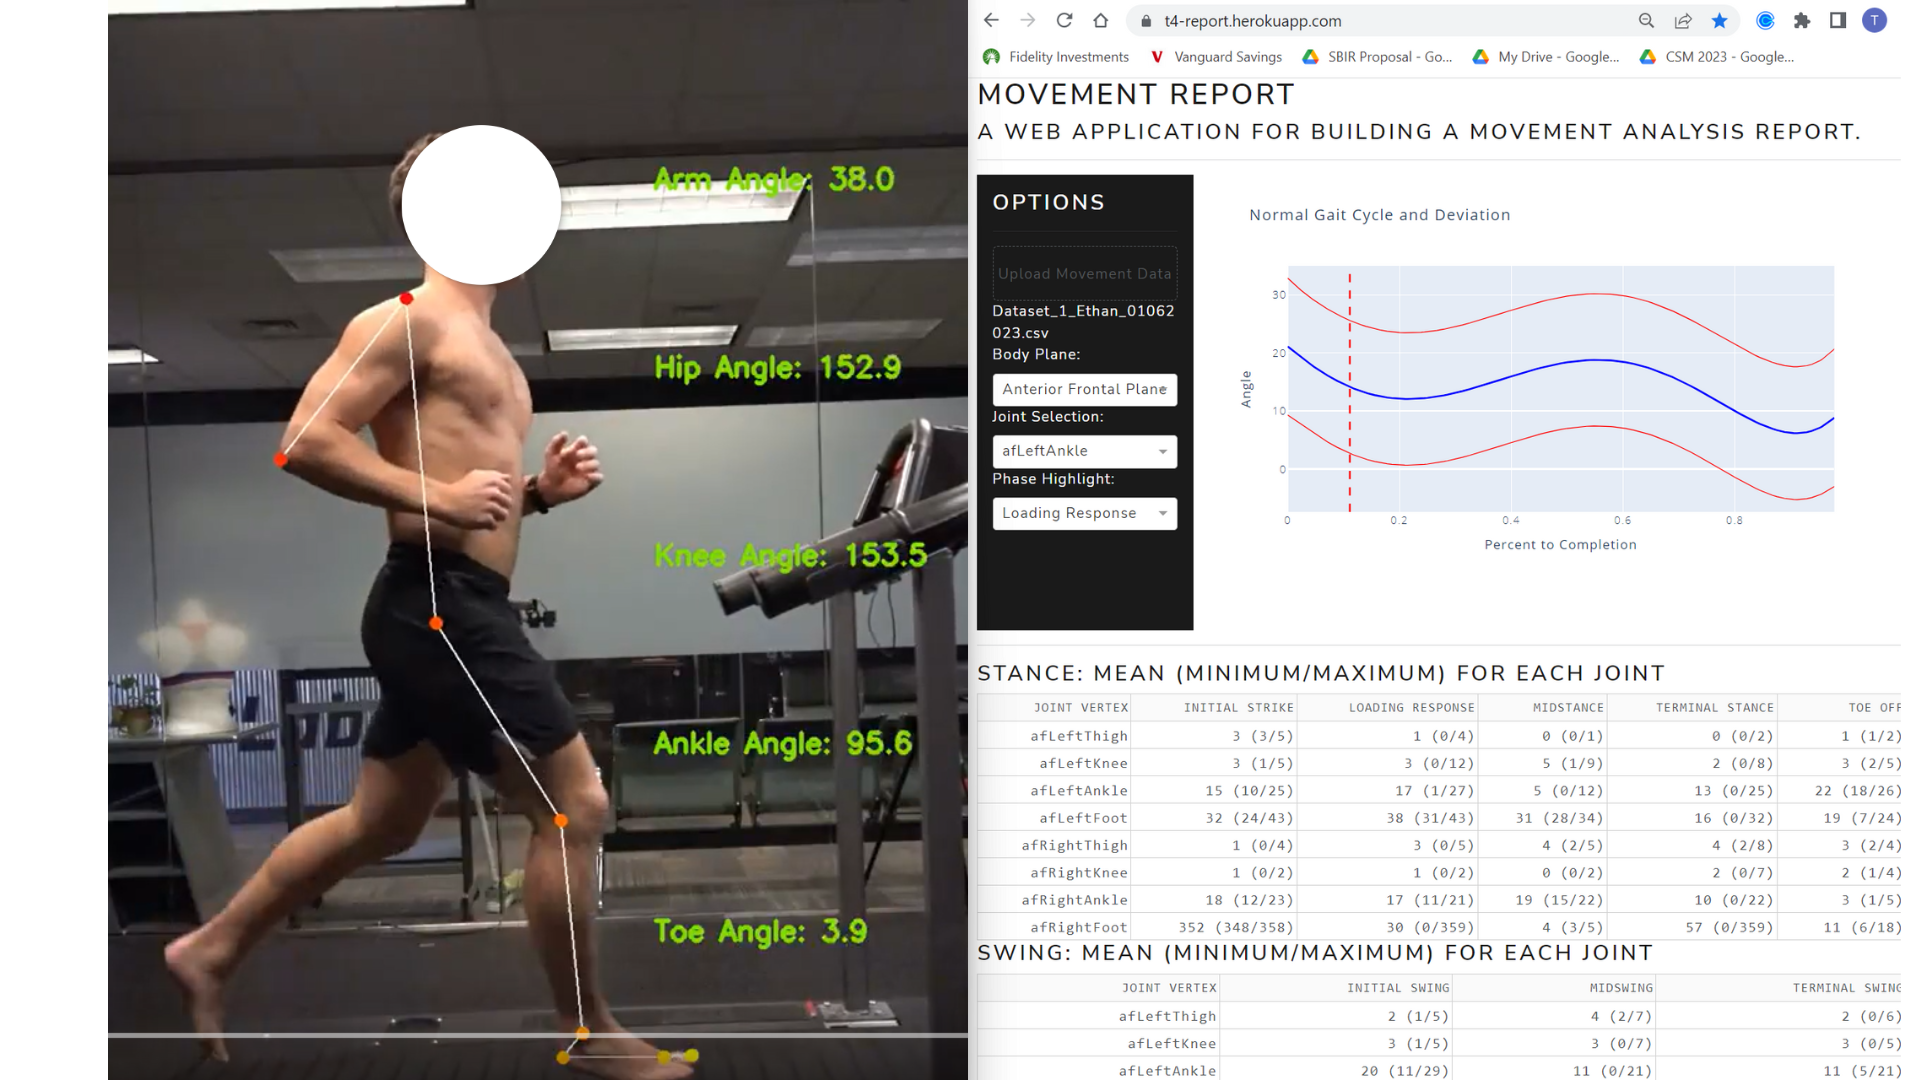 Arm Angle: 38.0
Hip Angle: 152.9
Knee Angle: 153.5
Ankle Angle: 95.6
Toe Angle: 3.9
t4-report.herokuapp.com
T
Fidelity Investments Vanguard Savings SBIR Proposal - Go... My Drive - Google... CSM 2023 - Google...
MOVEMENT REPORT
A WEB APPLICATION FOR BUILDING A MOVEMENT ANALYSIS REPORT.
OPTIONS
Upload Movement Data
Dataset_1_Ethan_01062
023.csv
Body Plane:
Anterior Frontal Plane
Joint Selection:
afLeftAnkle
Phase Highlight:
Loading Response
Normal Gait Cycle and Deviation
Angle
30
20
10
0
0 0.2 0.4 0.6 0.8
Percent to Completion
STANCE: MEAN (MINIMUM/MAXIMUM) FOR EACH JOINT
JOINT VERTEX INITIAL STRIKE LOADING RESPONSE MIDSTANCE TERMINAL STANCE TOE OFF
afLeftThigh 3 (3/5) 1 (0/4) 0 (0/1) 0 (0/2) 1 (1/2)
afLeftKnee 3 (1/5) 3 (0/12) 5 (1/9) 2 (0/8) 3 (2/5)
afLeftAnkle 15 (10/25) 17 (1/27) 5 (0/12) 13 (0/25) 22 (18/26)
afLeftFoot 32 (24/43) 38 (31/43) 31 (28/34) 16 (0/32) 19 (7/24)
afRightThigh 1 (0/4) 3 (0/5) 4 (2/5) 4 (2/8) 3 (2/4)
afRightKnee 1 (0/2) 1 (0/2) 0 (0/2) 2 (0/7) 2 (1/4)
afRightAnkle 18 (12/23) 17 (11/21) 19 (15/22) 10 (0/22) 3 (1/5)
afRightFoot 352 (348/358) 30 (0/359) 4 (3/5) 57 (0/359) 11 (6/18)
SWING: MEAN (MINIMUM/MAXIMUM) FOR EACH JOINT
JOINT VERTEX INITIAL SWING MIDSWING TERMINAL SWING
afLeftThigh 2 (1/5) 4 (2/7) 2 (0/6)
afLeftKnee 3 (1/5) 3 (0/7) 3 (0/5)
afLeftAnkle 20 (11/29) 11 (0/21) 11 (5/21)